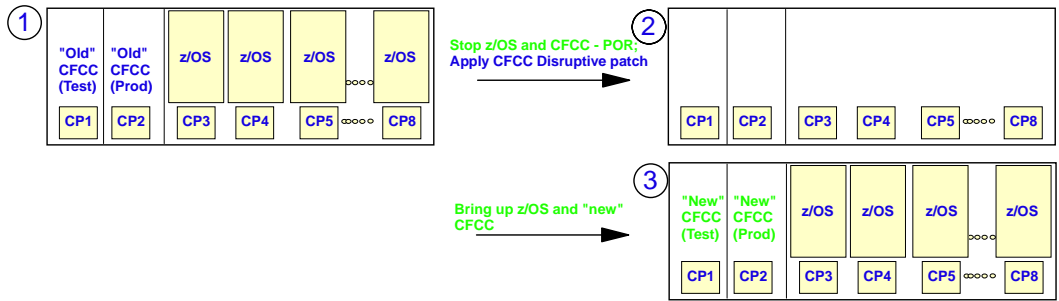 1
"Old"
CFCC
(Test)
"Old"
CFCC
(Prod)
z/OS
z/OS
z/OS
z/OS
CP1
CP2
CP3
CP4
CP5
CP8
Stop z/OS and CFCC - POR;
Apply CFCC Disruptive patch
2
CP1
CP2
CP3
CP4
CP5
CP8
Bring up z/OS and "new"
CFCC
3
"New"
CFCC
(Test)
"New"
CFCC
(Prod)
z/OS
z/OS
z/OS
z/OS
CP1
CP2
CP3
CP4
CP5
CP8